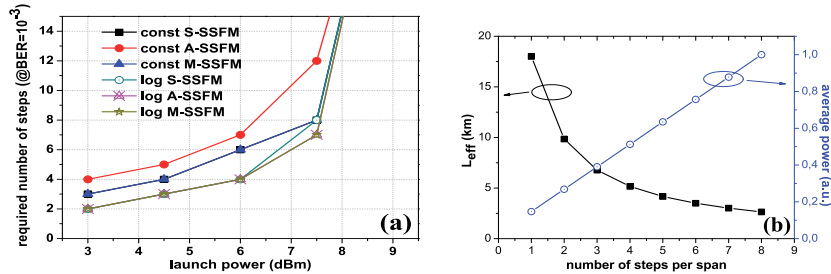 required number of steps (@BER=10⁻³)
14
12
10
8
6
4
2
0
const S-SSFM
const A-SSFM
const M-SSFM
log S-SSFM
log A-SSFM
log M-SSFM
(a)
3 4 5 6 7 8 9
launch power (dBm)
L_eff (km)
20
15
10
5
0
(b)
0 1 2 3 4 5 6 7 8 9
number of steps per span
1,0
0,8
0,6
0,4
0,2
0,0
average power (a.u.)